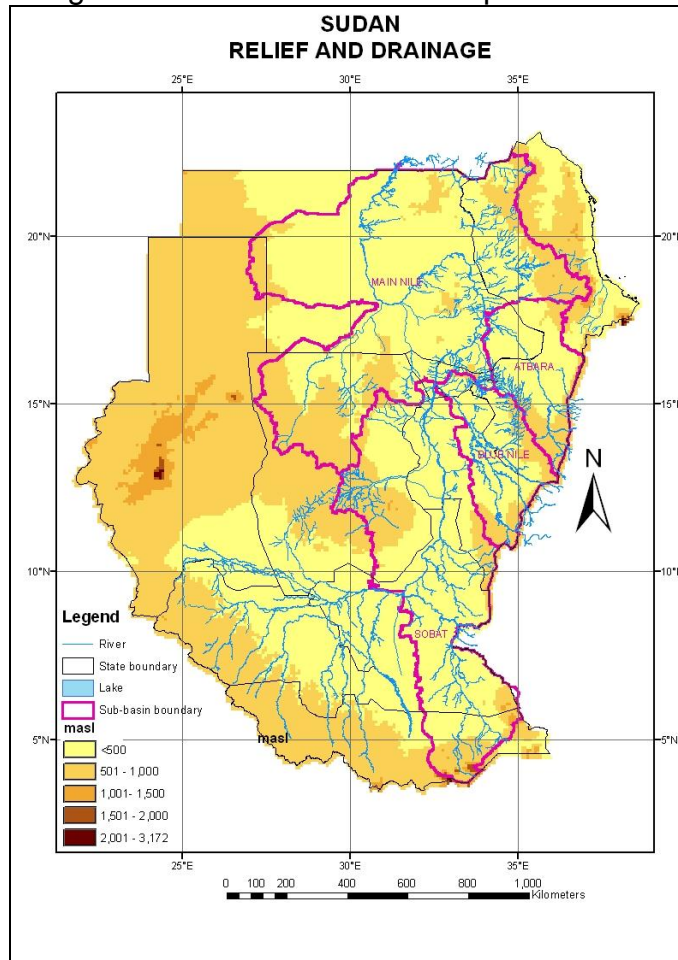 SUDAN
RELIEF AND DRAINAGE
25°E 30°E 35°E
20°N 20°N
MAIN NILE
ATBARA
15°N 15°N
BLUE NILE
N
10°N 10°N
SOBAT
Legend
River
State boundary
Lake
Sub-basin boundary
masl
<500
501 - 1,000
1,001- 1,500
1,501 - 2,000
2,001 - 3,172
masl
5°N 5°N
25°E 30°E 35°E
0 100 200 400 600 800 1,000
Kilometers